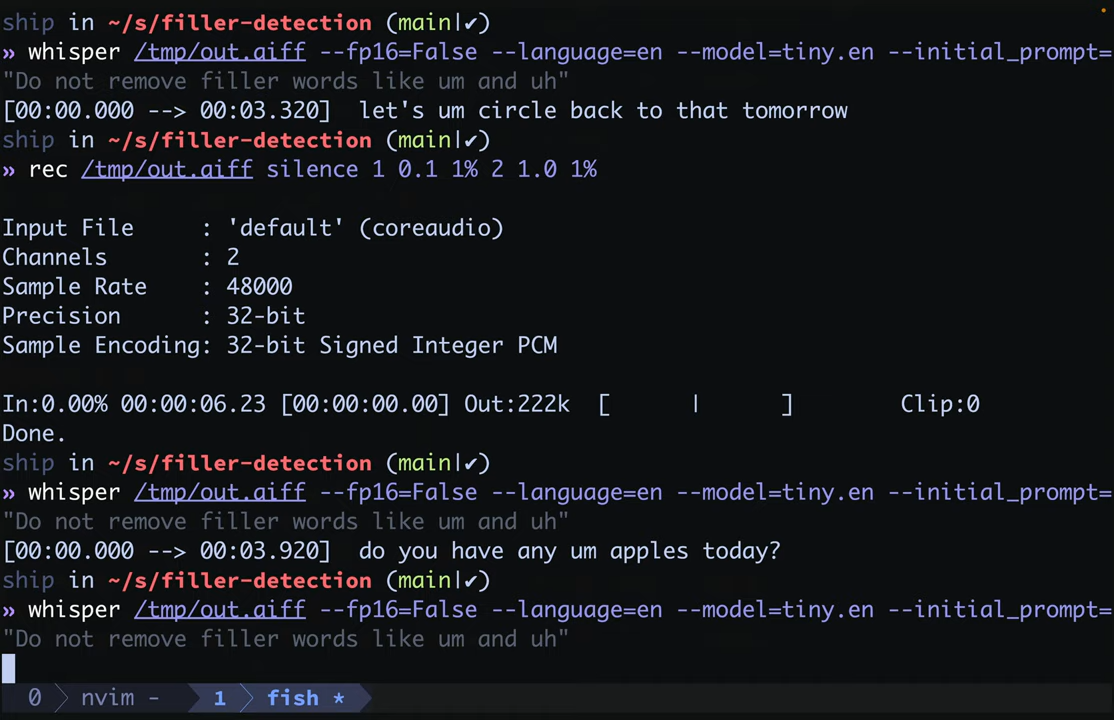 ship in ~/s/filler-detection (main|✔)
» whisper /tmp/out.aiff --fp16=False --language=en --model=tiny.en --initial_prompt=
"Do not remove filler words like um and uh"
[00:00.000 --> 00:03.320]  let's um circle back to that tomorrow
ship in ~/s/filler-detection (main|✔)
» rec /tmp/out.aiff silence 1 0.1 1% 2 1.0 1%
Input File     : 'default' (coreaudio)
Channels       : 2
Sample Rate    : 48000
Precision      : 32-bit
Sample Encoding: 32-bit Signed Integer PCM
In:0.00% 00:00:06.23 [00:00:00.00] Out:222k  [      |      ]        Clip:0
Done.
ship in ~/s/filler-detection (main|✔)
» whisper /tmp/out.aiff --fp16=False --language=en --model=tiny.en --initial_prompt=
"Do not remove filler words like um and uh"
[00:00.000 --> 00:03.920]  do you have any um apples today?
ship in ~/s/filler-detection (main|✔)
» whisper /tmp/out.aiff --fp16=False --language=en --model=tiny.en --initial_prompt=
"Do not remove filler words like um and uh"
0 nvim - 1 fish *